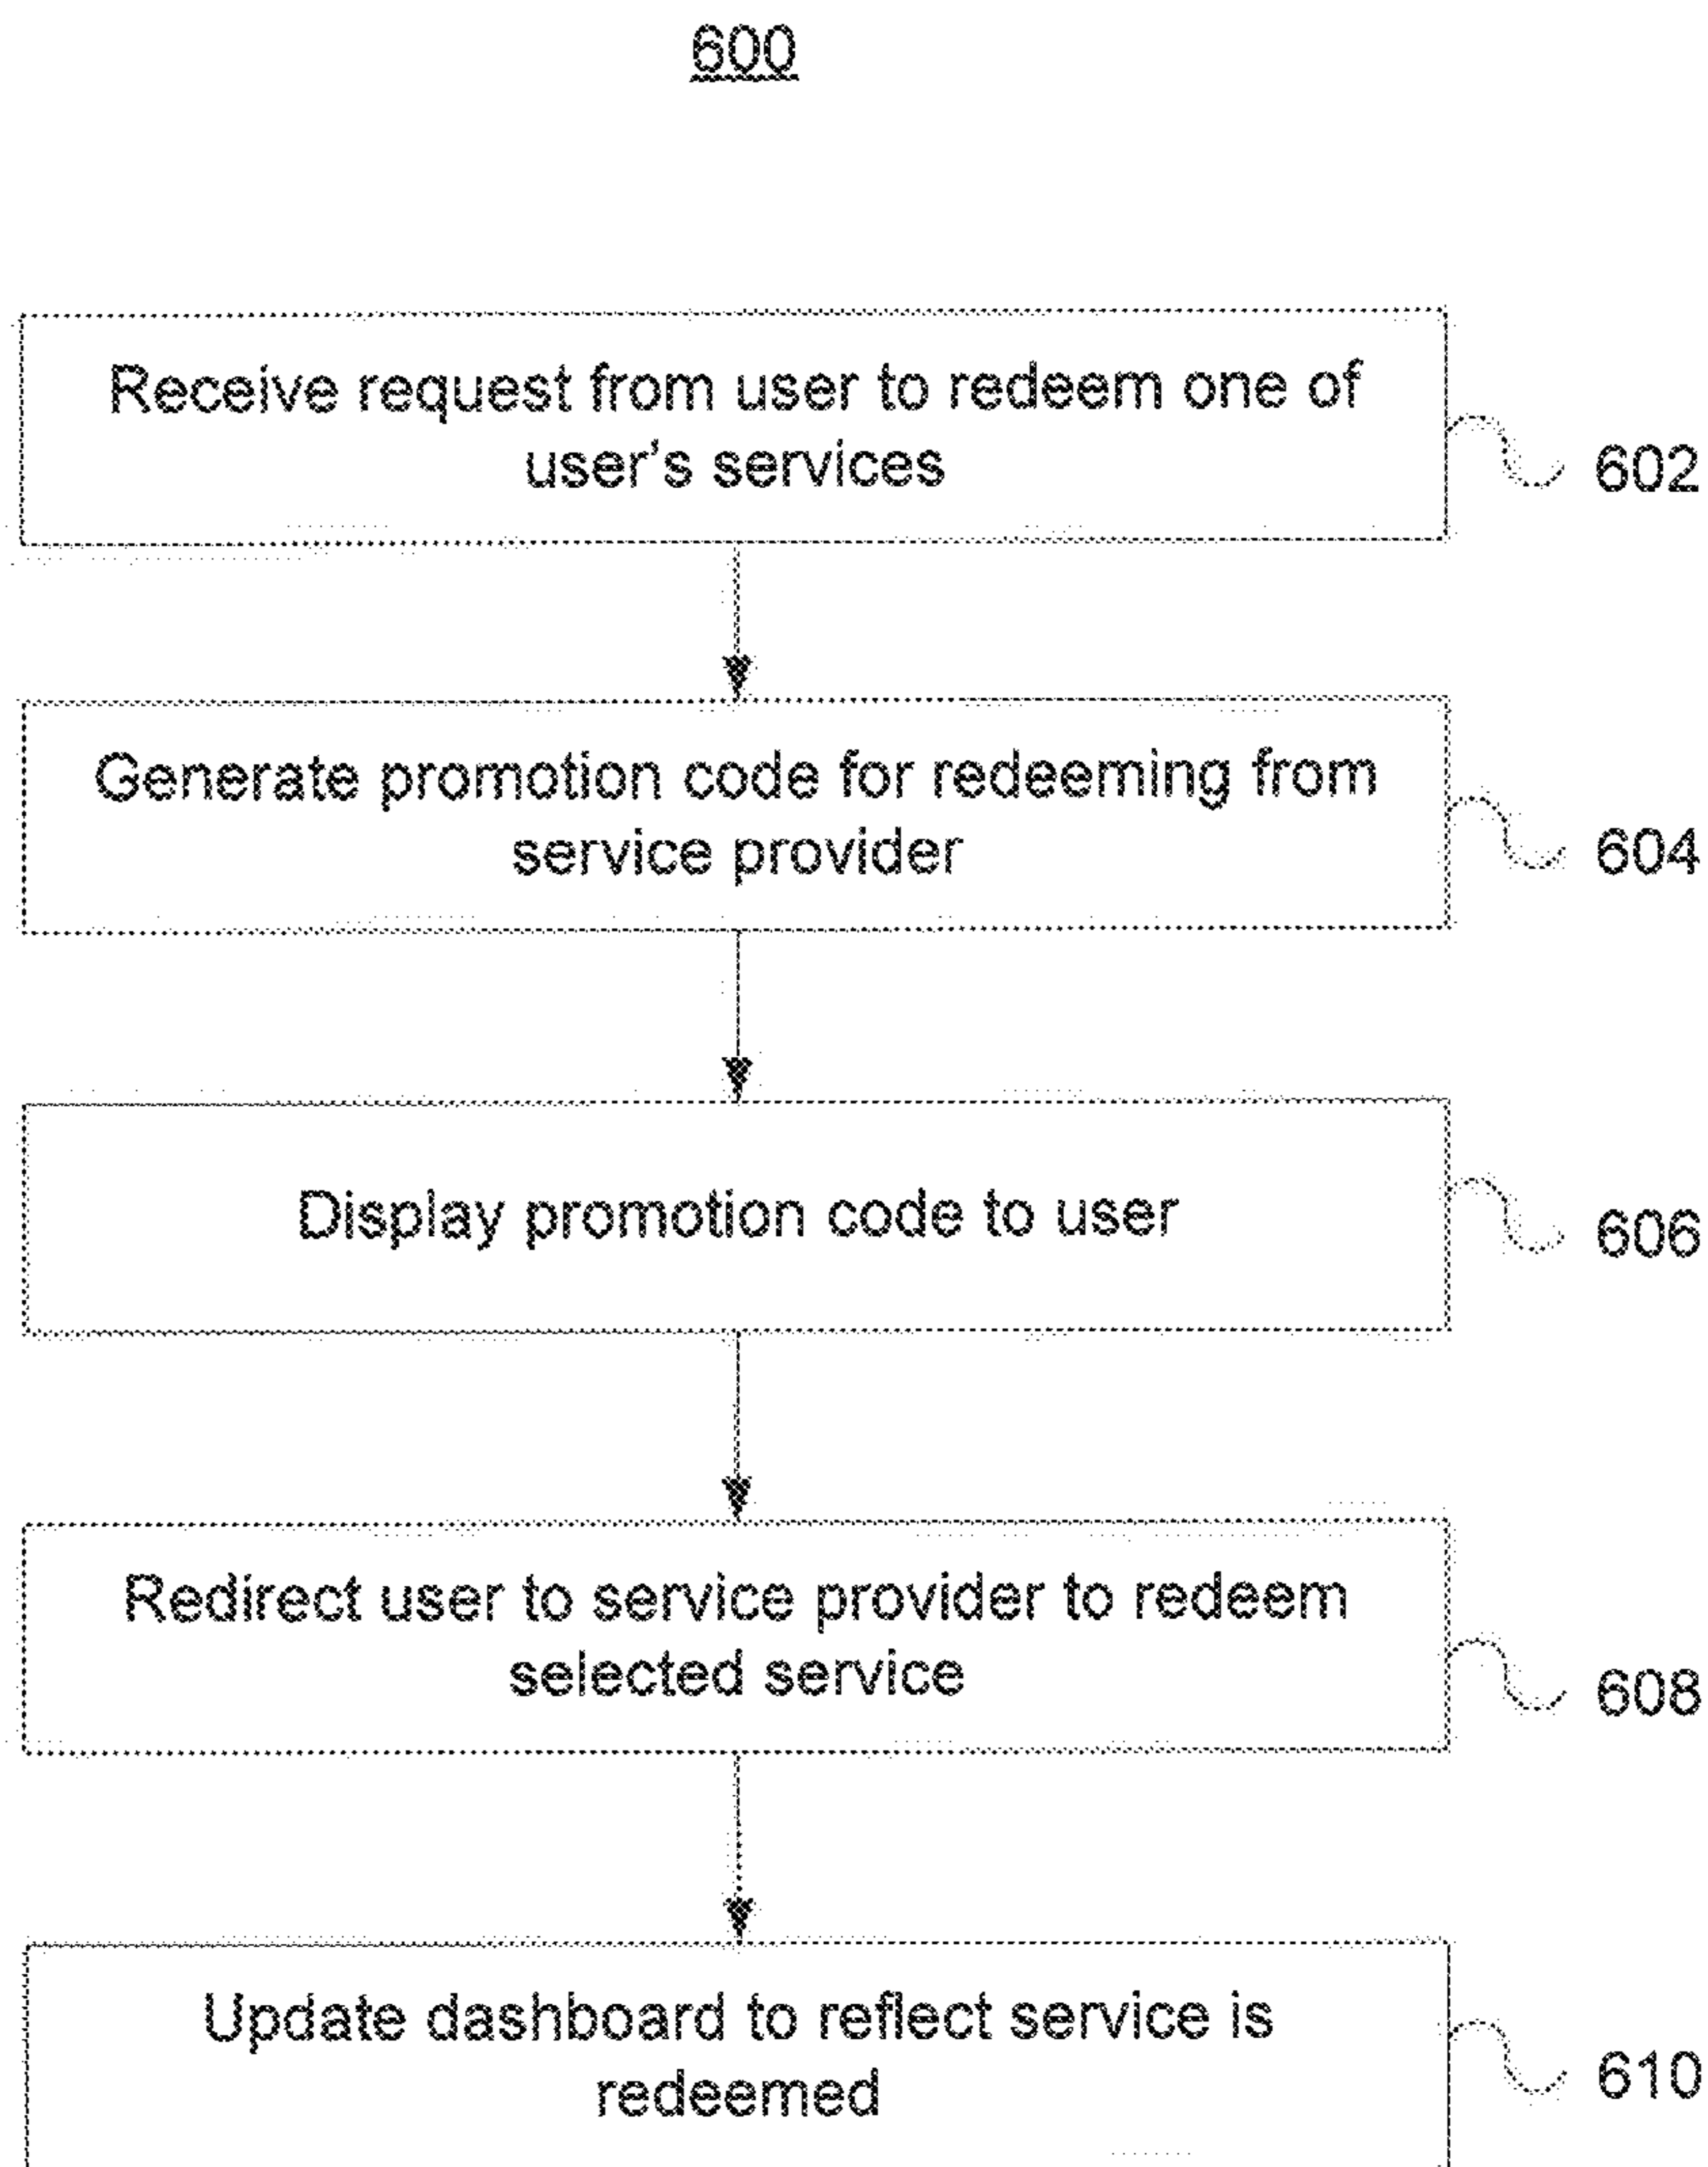 600
Receive request from user to redeem one of
user's services
602
Generate promotion code for redeeming from
service provider
604
Display promotion code to user
606
Redirect user to service provider to redeem
selected service
608
Update dashboard to reflect service is
redeemed
610